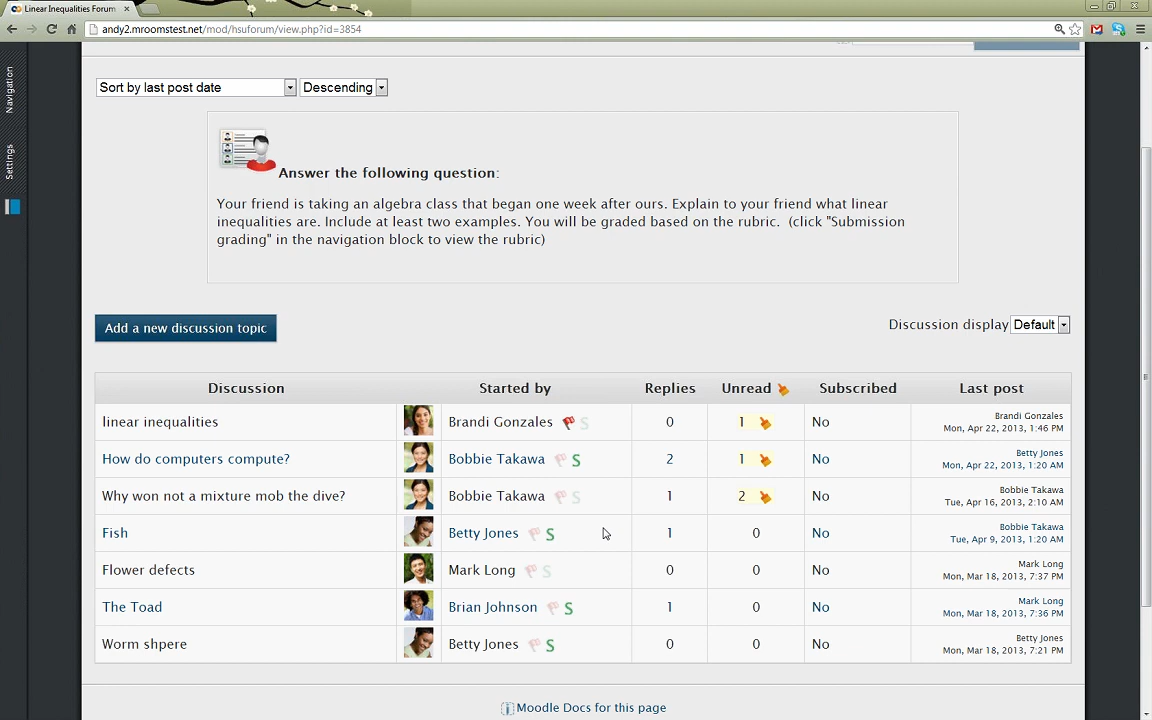 Linear Inequalities Forum
andy2.mroomstest.net/mod/hsuforum/view.php?id=3854
Navigation
Settings
Sort by last post date
Descending
Answer the following question:
Your friend is taking an algebra class that began one week after ours. Explain to your friend what linear
inequalities are. Include at least two examples. You will be graded based on the rubric. (click "Submission
grading" in the navigation block to view the rubric)
Add a new discussion topic
Discussion display Default
Discussion Started by Replies Unread Subscribed Last post
linear inequalities Brandi Gonzales S 0 1 No Brandi Gonzales
Mon, Apr 22, 2013, 1:46 PM
How do computers compute? Bobbie Takawa S 2 1 No Betty Jones
Mon, Apr 22, 2013, 1:20 AM
Why won not a mixture mob the dive? Bobbie Takawa S 1 2 No Bobbie Takawa
Tue, Apr 16, 2013, 2:10 AM
Fish Betty Jones S 1 0 No Bobbie Takawa
Tue, Apr 9, 2013, 1:20 AM
Flower defects Mark Long S 0 0 No Mark Long
Mon, Mar 18, 2013, 7:37 PM
The Toad Brian Johnson S 1 0 No Mark Long
Mon, Mar 18, 2013, 7:36 PM
Worm shpere Betty Jones S 0 0 No Betty Jones
Mon, Mar 18, 2013, 7:21 PM
Moodle Docs for this page